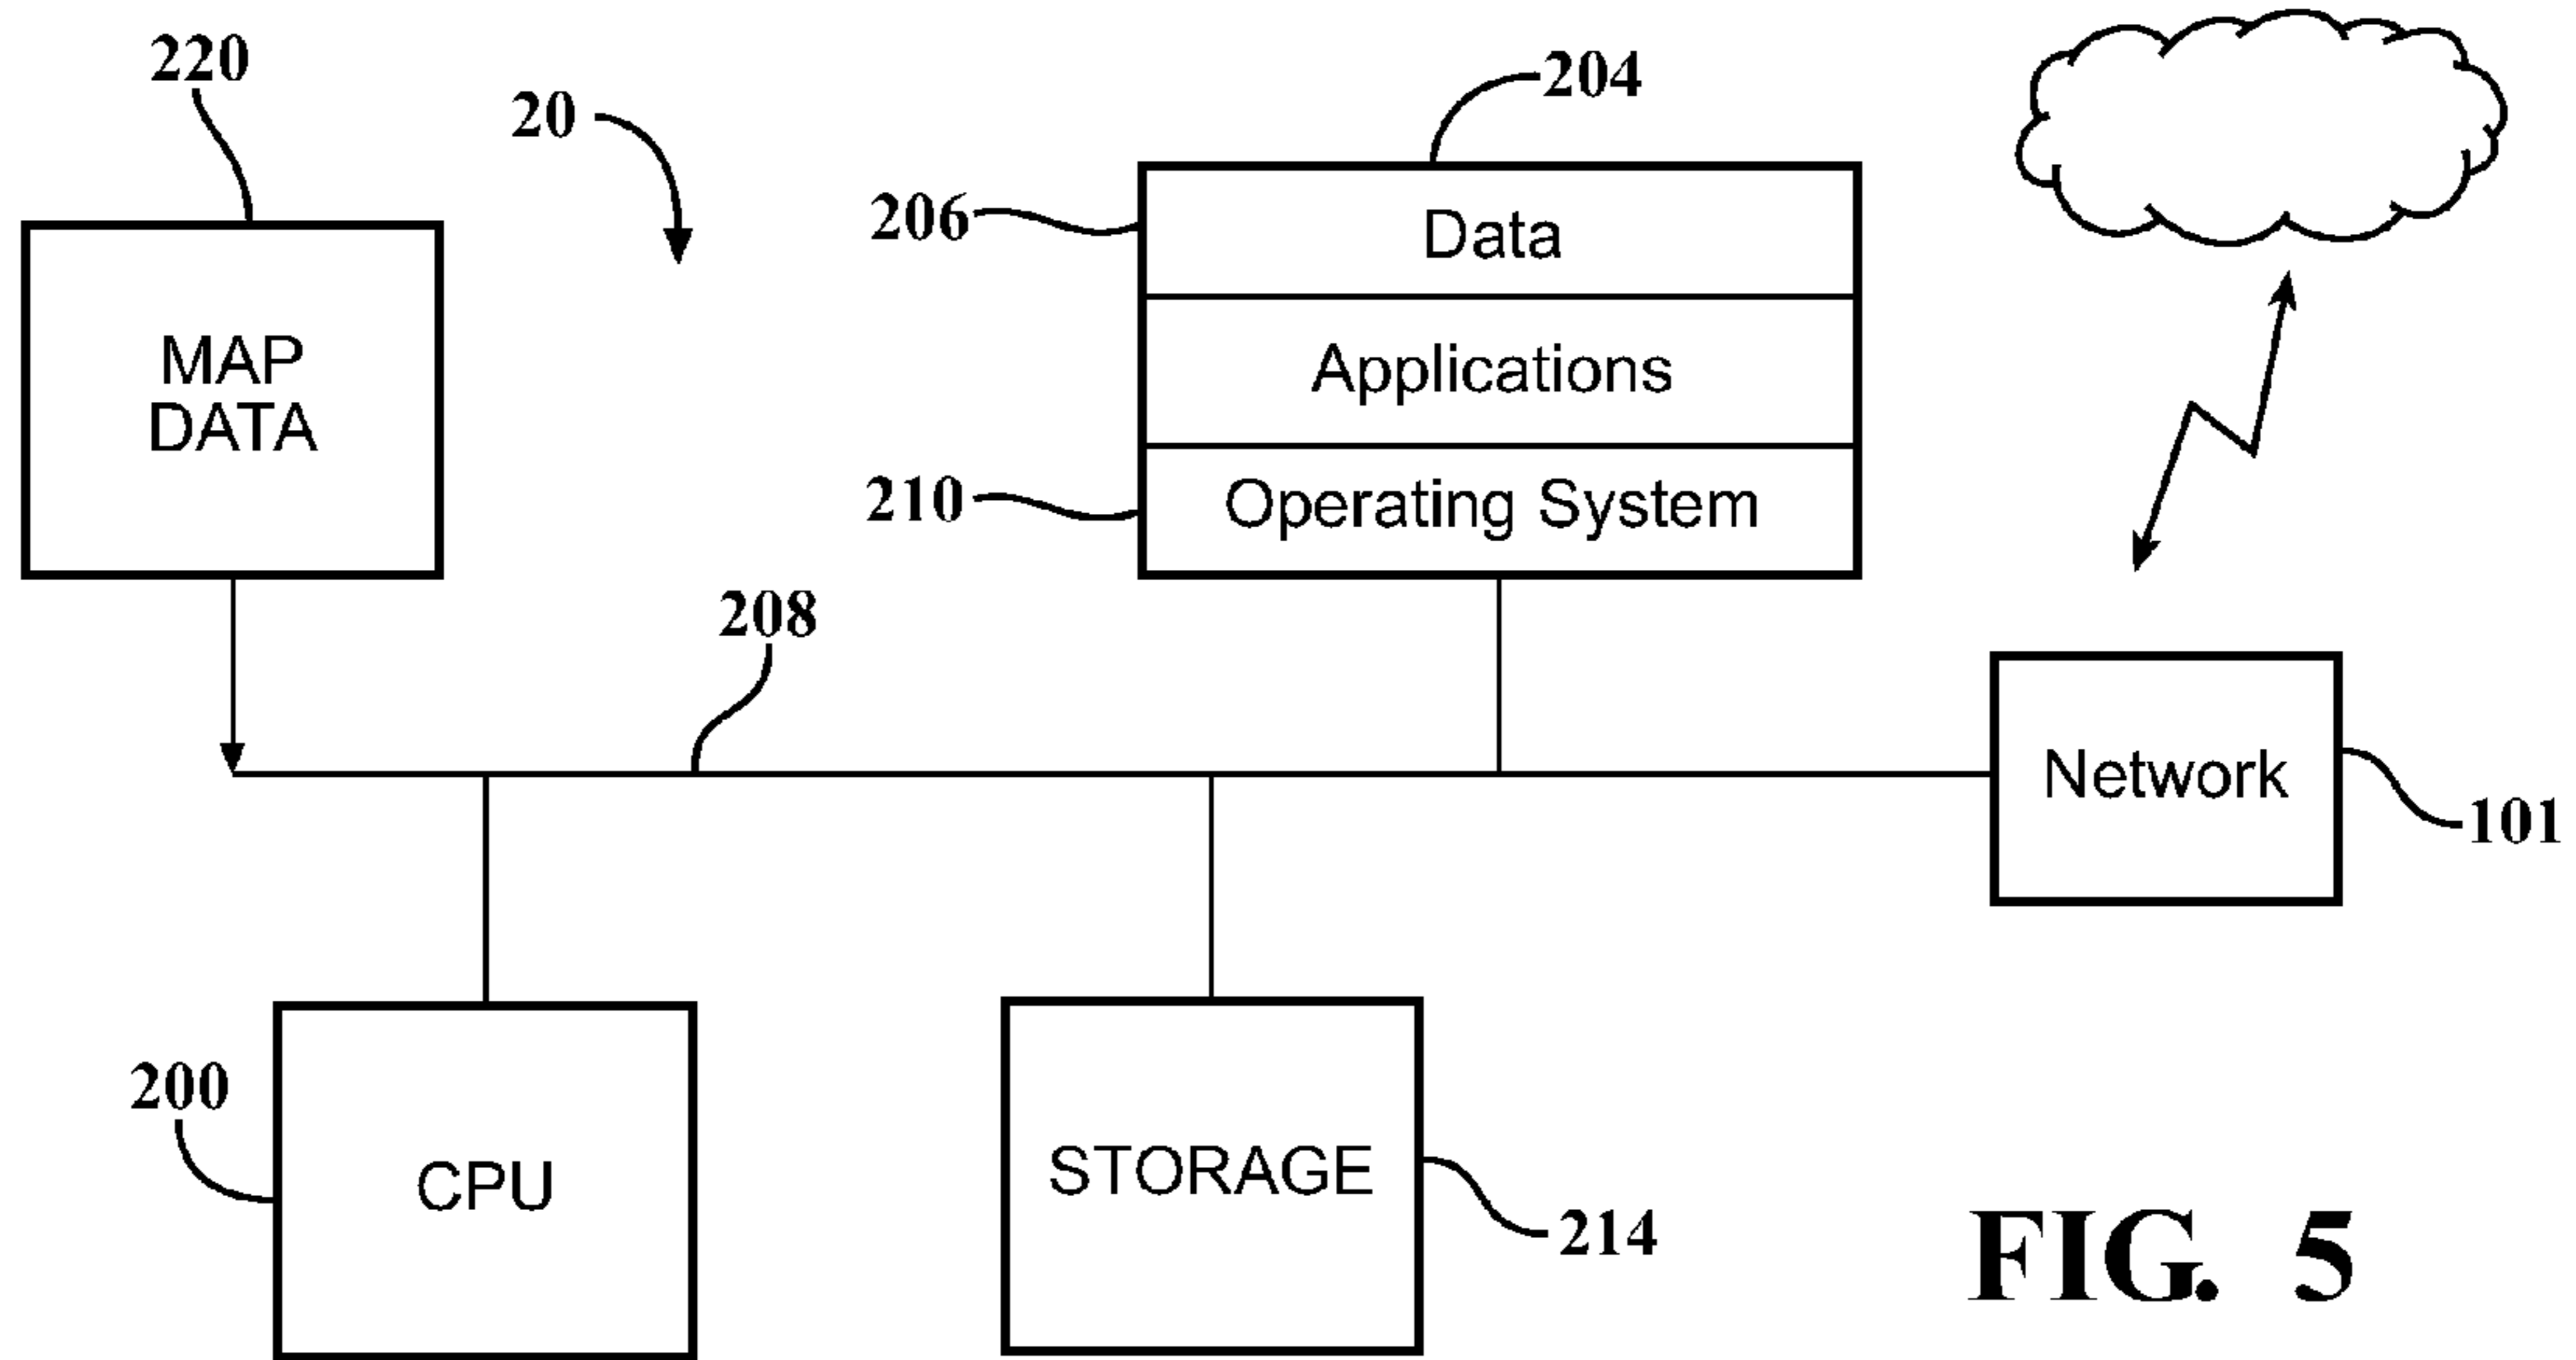 220
20
204
206
Data
MAP
DATA
Applications
210
Operating System
208
Network
101
200
CPU
STORAGE
214
FIG. 5